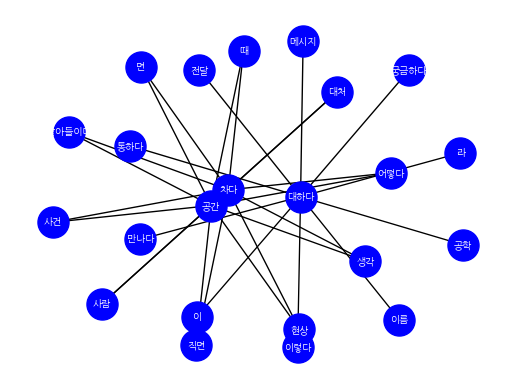 메시지
때
면
전달
궁금하다
대처
받아들이다
통하다
라
어떻다
차다
대하다
공간
사건
만나다
공학
생각
사람
이
이름
현상
직면
이렇다